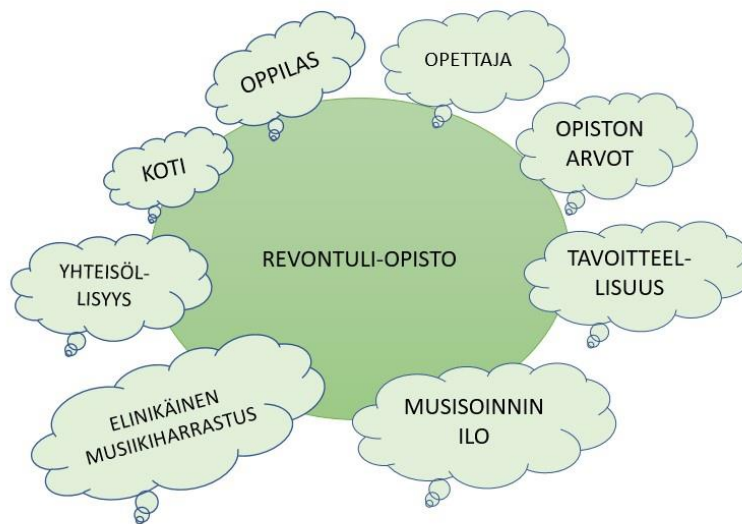 OPPILAS
OPETTAJA
OPISTON
ARVOT
KOTI
YHTEISÖL-
LISYYS
REVONTULI-OPISTO
TAVOITTEEL-
LISUUS
ELINIKÄINEN
MUSIIKIHARRASTUS
MUSISOINNIN
ILO